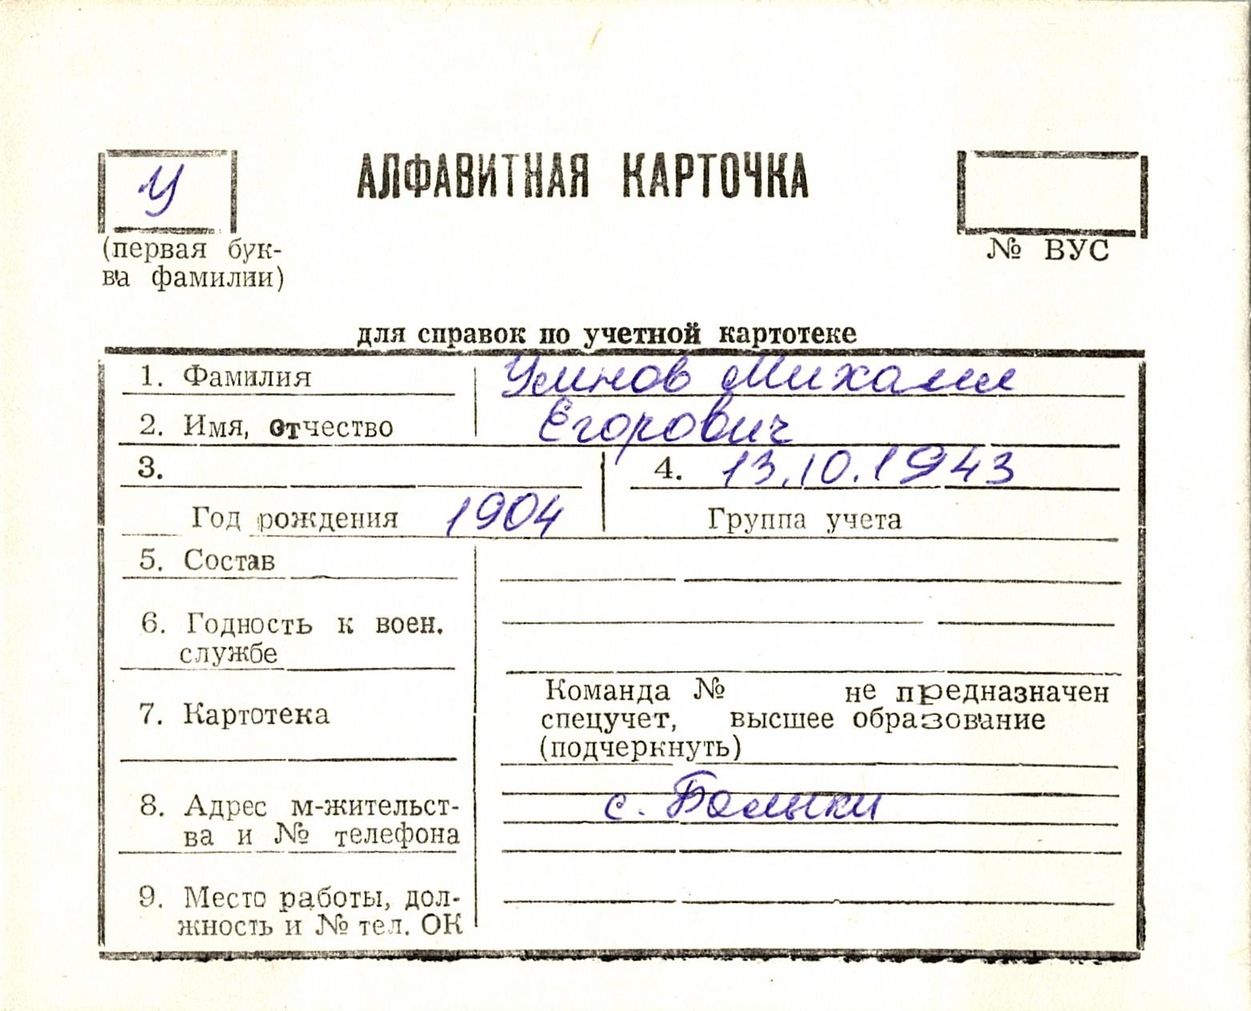 У
АЛФАВИТНАЯ КАРТОЧКА
(первая бук-
ва фамилии)
№ ВУС
для справок по учетной картотеке
1. Фамилия Умнов Михаил
2. Имя, отчество Егорович
3.
4. 13.10.1943
Год рождения 1904
Группа учета
5. Состав
6. Годность к воен.
службе
7. Картотека
Команда № не предназначен
спецучет, высшее образование
(подчеркнуть)
8. Адрес м-жительст-
ва и № телефона
с. Балыки
9. Место работы, дол-
жность и № тел. ОК